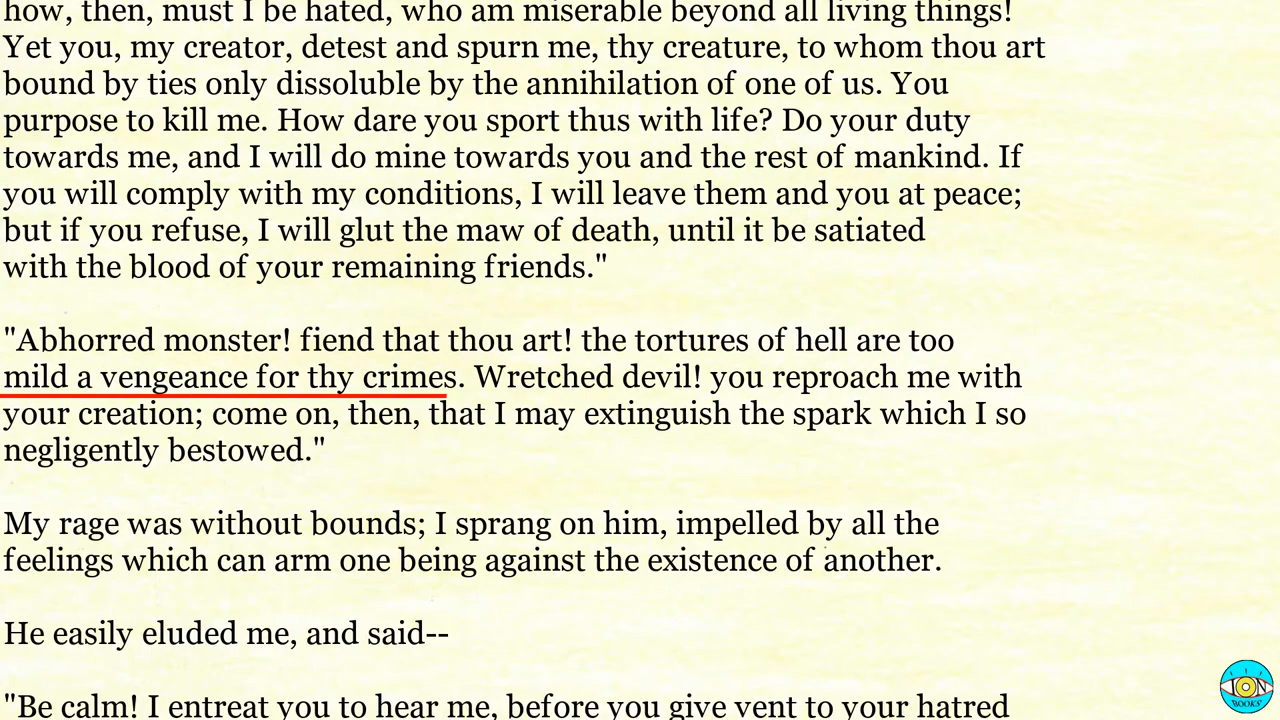 how, then, must I be hated, who am miserable beyond all living things!
Yet you, my creator, detest and spurn me, thy creature, to whom thou art
bound by ties only dissoluble by the annihilation of one of us. You
purpose to kill me. How dare you sport thus with life? Do your duty
towards me, and I will do mine towards you and the rest of mankind. If
you will comply with my conditions, I will leave them and you at peace;
but if you refuse, I will glut the maw of death, until it be satiated
with the blood of your remaining friends."
"Abhorred monster! fiend that thou art! the tortures of hell are too
mild a vengeance for thy crimes. Wretched devil! you reproach me with
your creation; come on, then, that I may extinguish the spark which I so
negligently bestowed."
My rage was without bounds; I sprang on him, impelled by all the
feelings which can arm one being against the existence of another.
He easily eluded me, and said--
"Be calm! I entreat you to hear me, before you give vent to your hatred
ION
BOOKS